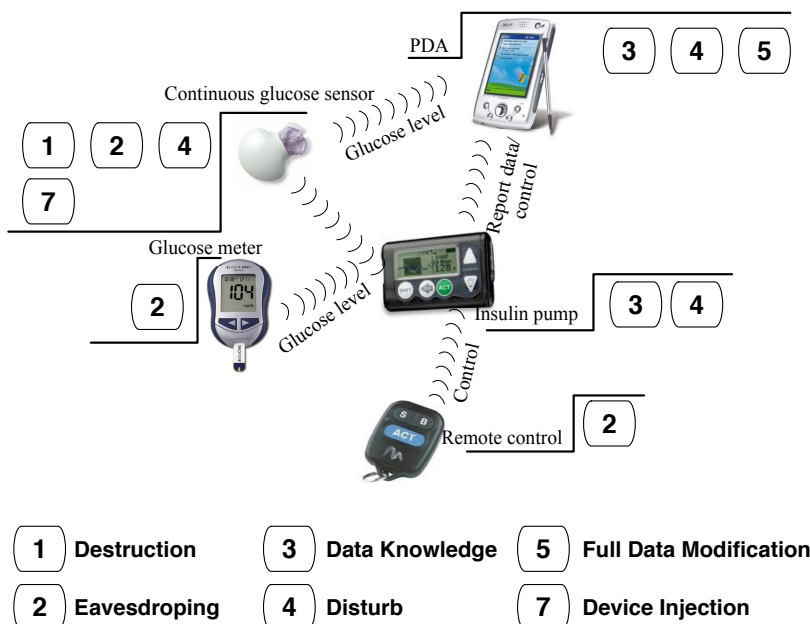 PDA
3 4 5
Continuous glucose sensor
Glucose level
1 2 4
7
Report data/
control
Glucose meter
104
2
Glucose level
128
ACT
Insulin pump
3 4
Control
S B
ACT
Remote control
2
1 Destruction
3 Data Knowledge
5 Full Data Modification
2 Eavesdroping
4 Disturb
7 Device Injection